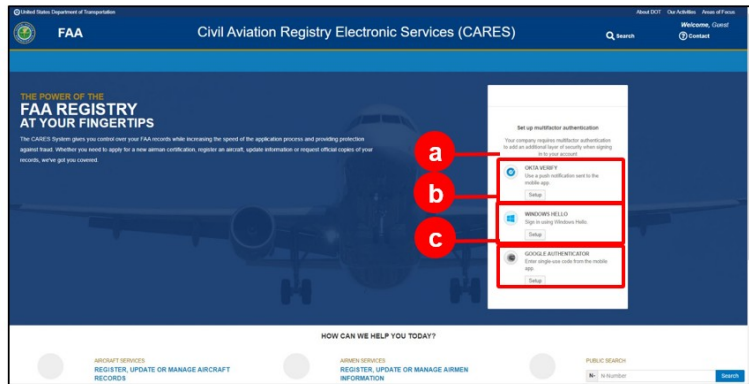 United States Department of Transportation
About DOT Our Activities Areas of Focus
FAA
Civil Aviation Registry Electronic Services (CARES)
Search
Welcome, Guest
Contact
THE POWER OF THE
FAA REGISTRY
AT YOUR FINGERTIPS
The CARES System gives you control over your FAA records while increasing the speed of the application process and providing protection
against fraud. Whether you need to apply for a new airman certification, register an aircraft, update information or request official copies of your
records, we've got you covered.
Set up multifactor authentication
Your company requires multifactor authentication
to add an additional layer of security when signing
in to your account
a
OKTA VERIFY
Use a push notification sent to the
mobile app.
Setup
b
WINDOWS HELLO
Sign in using Windows Hello.
Setup
c
GOOGLE AUTHENTICATOR
Enter single-use code from the mobile
app.
Setup
HOW CAN WE HELP YOU TODAY?
AIRCRAFT SERVICES
REGISTER, UPDATE OR MANAGE AIRCRAFT
RECORDS
AIRMEN SERVICES
REGISTER, UPDATE OR MANAGE AIRMEN
INFORMATION
PUBLIC SEARCH
N- N-Number
Search